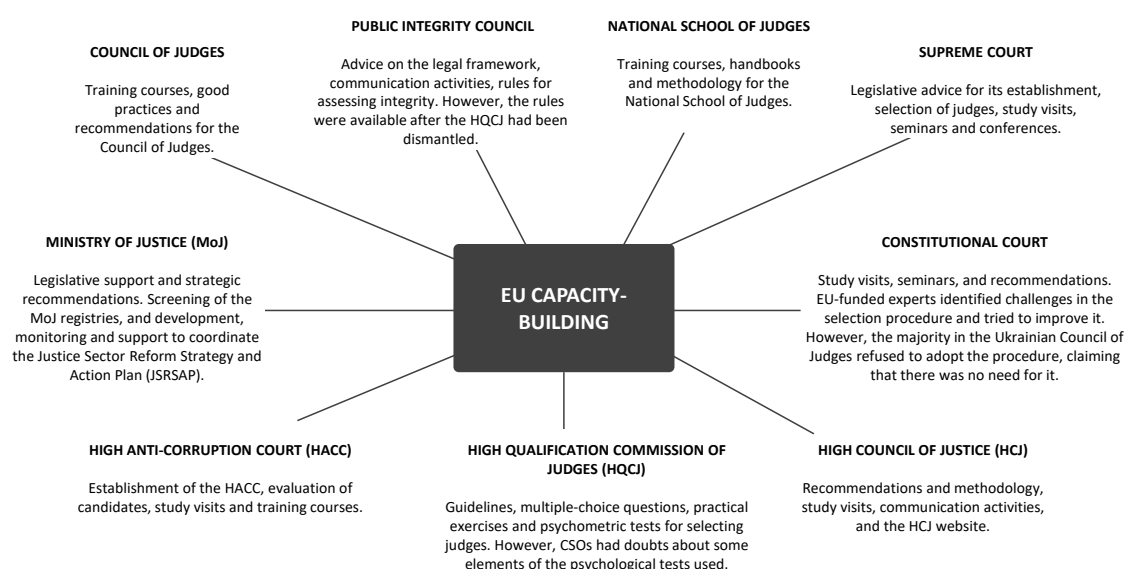 PUBLIC INTEGRITY COUNCIL
Advice on the legal framework,
communication activities, rules for
assessing integrity. However, the rules
were available after the HQCJ had been
dismantled.
NATIONAL SCHOOL OF JUDGES
Training courses, handbooks
and methodology for the
National School of Judges.
COUNCIL OF JUDGES
Training courses, good
practices and
recommendations for the
Council of Judges.
SUPREME COURT
Legislative advice for its establishment,
selection of judges, study visits,
seminars and conferences.
MINISTRY OF JUSTICE (MoJ)
Legislative support and strategic
recommendations. Screening of the
MoJ registries, and development,
monitoring and support to coordinate
the Justice Sector Reform Strategy and
Action Plan (JSRSAP).
EU CAPACITY-
BUILDING
CONSTITUTIONAL COURT
Study visits, seminars, and recommendations.
EU-funded experts identified challenges in the
selection procedure and tried to improve it.
However, the majority in the Ukrainian Council of
Judges refused to adopt the procedure, claiming
that there was no need for it.
HIGH ANTI-CORRUPTION COURT (HACC)
Establishment of the HACC, evaluation of
candidates, study visits and training courses.
HIGH QUALIFICATION COMMISSION OF
JUDGES (HQCJ)
Guidelines, multiple-choice questions, practical
exercises and psychometric tests for selecting
judges. However, CSOs had doubts about some
elements of the psychological tests used.
HIGH COUNCIL OF JUSTICE (HCJ)
Recommendations and methodology,
study visits, communication activities,
and the HCJ website.